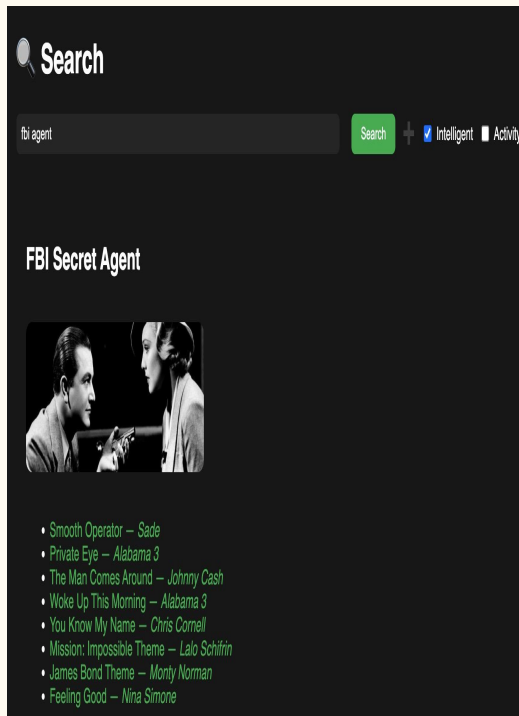 Search
fbi agent
Search
Intelligent
Activity
FBI Secret Agent
• Smooth Operator – Sade
• Private Eye – Alabama 3
• The Man Comes Around – Johnny Cash
• Woke Up This Morning – Alabama 3
• You Know My Name – Chris Cornell
• Mission: Impossible Theme – Lalo Schifrin
• James Bond Theme – Monty Norman
• Feeling Good – Nina Simone